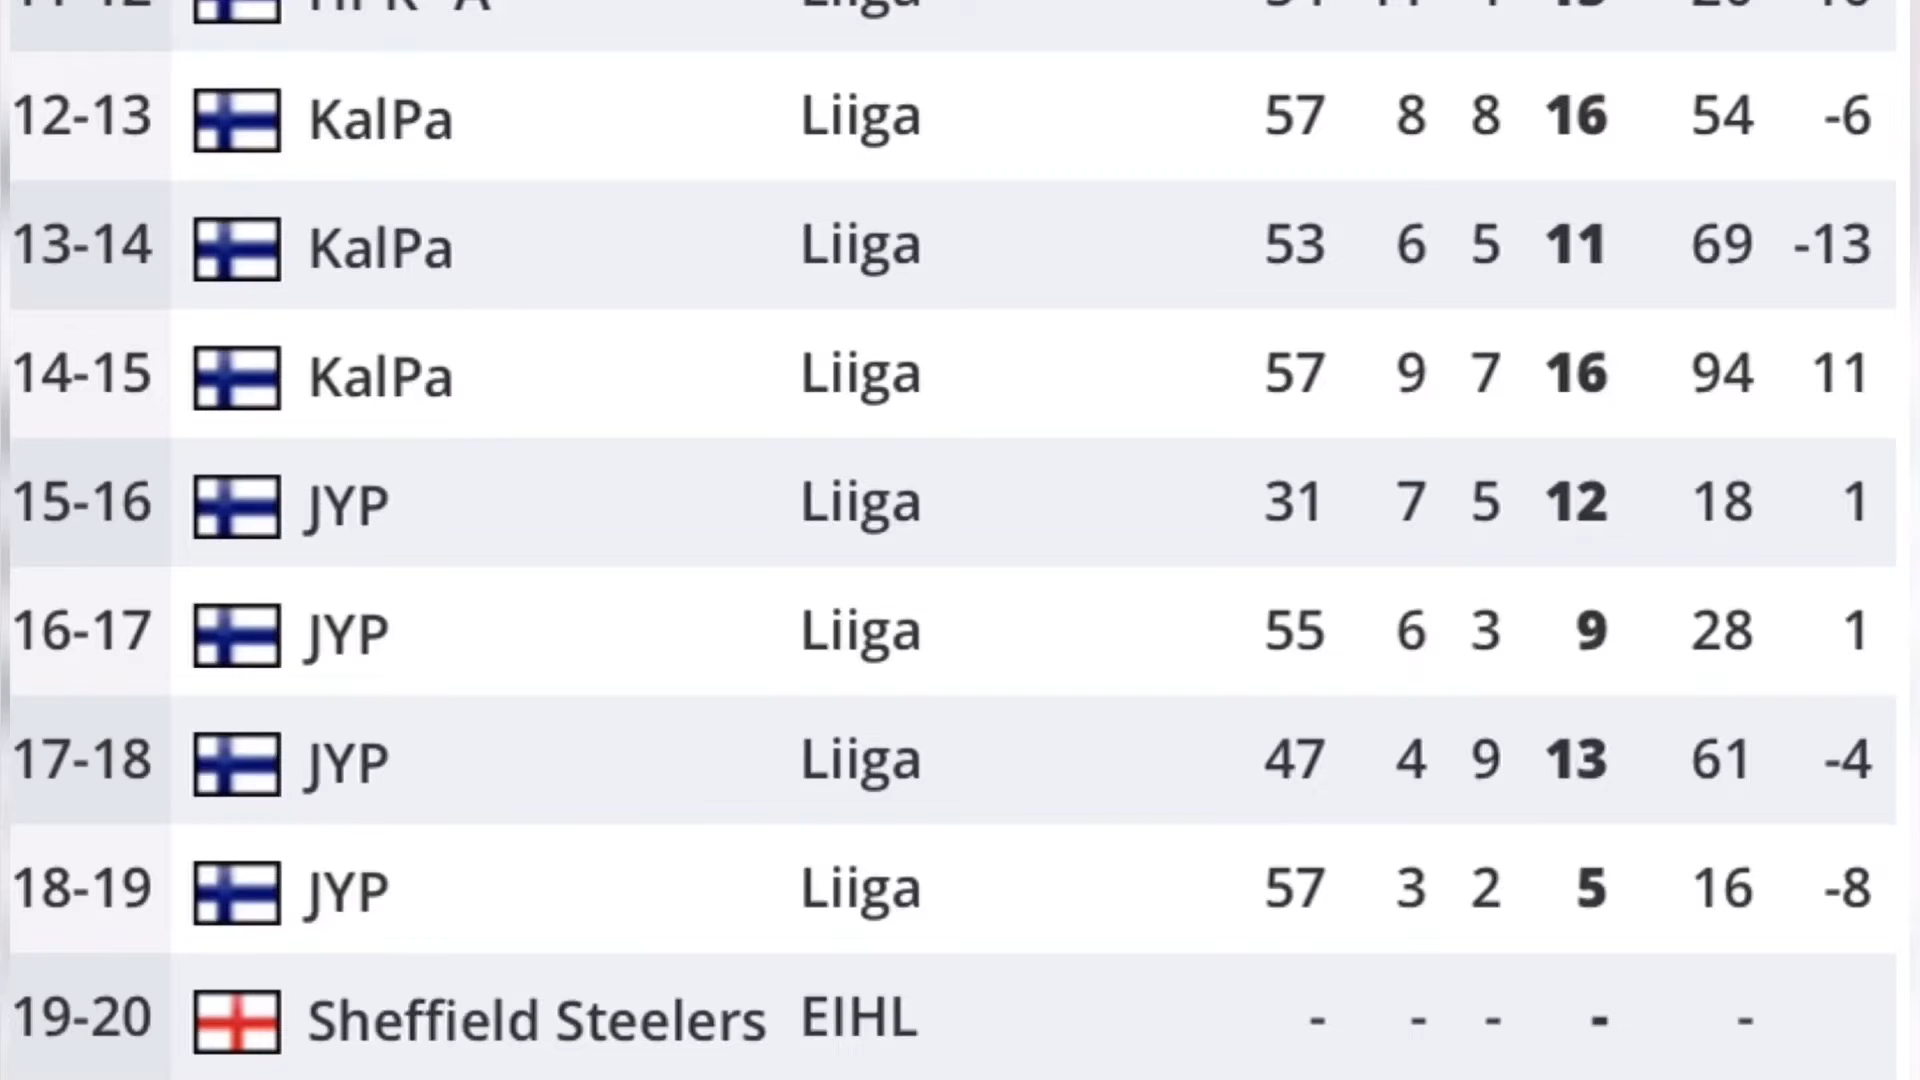 Liiga
12-13 KalPa Liiga 57 8 8 16 54 -6
13-14 KalPa Liiga 53 6 5 11 69 -13
14-15 KalPa Liiga 57 9 7 16 94 11
15-16 JYP Liiga 31 7 5 12 18 1
16-17 JYP Liiga 55 6 3 9 28 1
17-18 JYP Liiga 47 4 9 13 61 -4
18-19 JYP Liiga 57 3 2 5 16 -8
19-20 Sheffield Steelers EIHL - - - - -